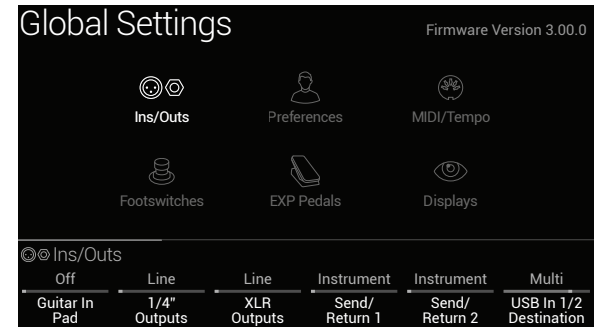 Global Settings
Firmware Version 3.00.0
Ins/Outs
Preferences
MIDI/Tempo
Footswitches
EXP Pedals
Displays
Ins/Outs
Off
Line
Line
Instrument
Instrument
Multi
Guitar In
Pad
1/4"
Outputs
XLR
Outputs
Send/
Return 1
Send/
Return 2
USB In 1/2
Destination